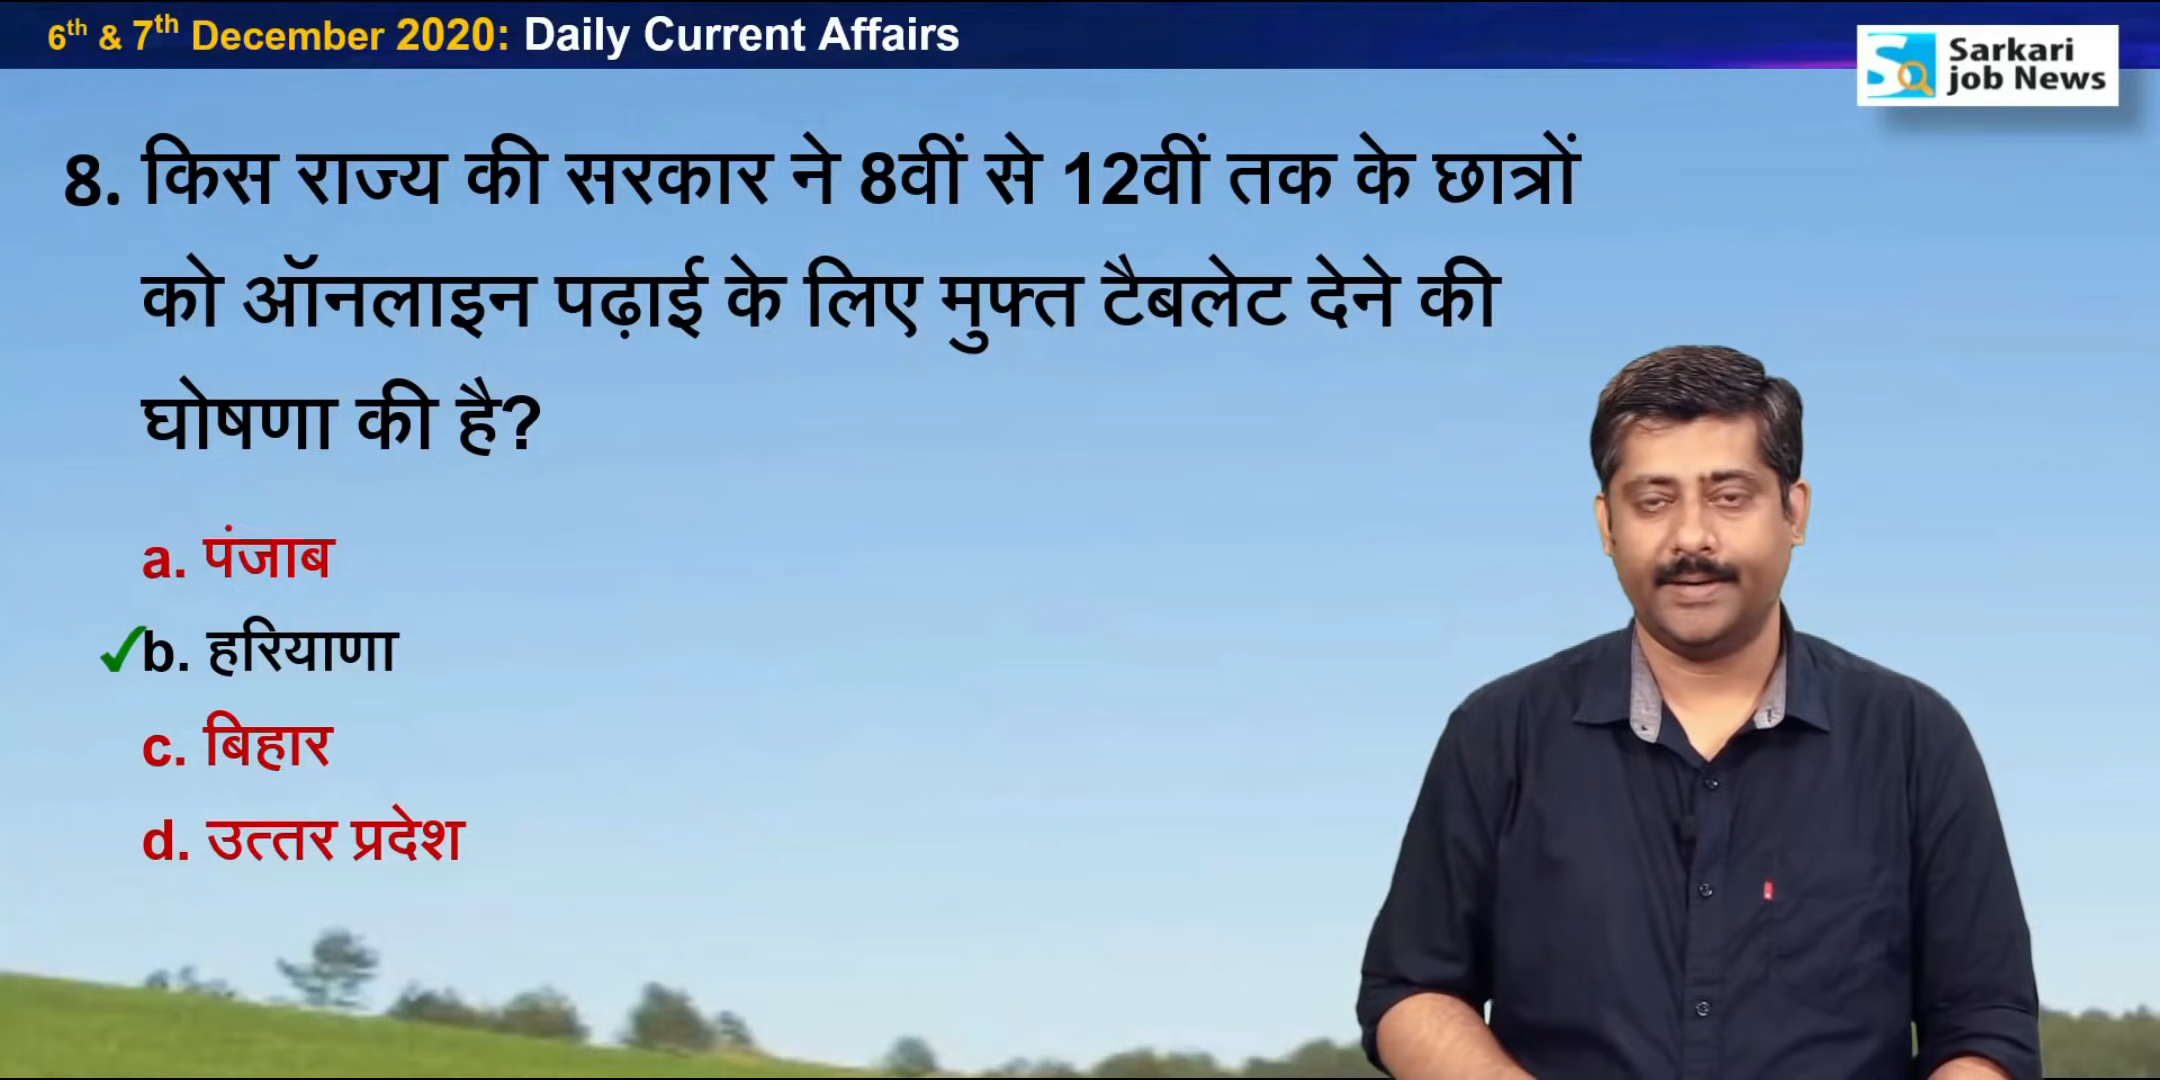 6th & 7th December 2020: Daily Current Affairs
Sarkari
job News
8. किस राज्य की सरकार ने 8वीं से 12वीं तक के छात्रों
को ऑनलाइन पढ़ाई के लिए मुफ्त टैबलेट देने की
घोषणा की है?
a. पंजाब
✓b. हरियाणा
c. बिहार
d. उत्तर प्रदेश